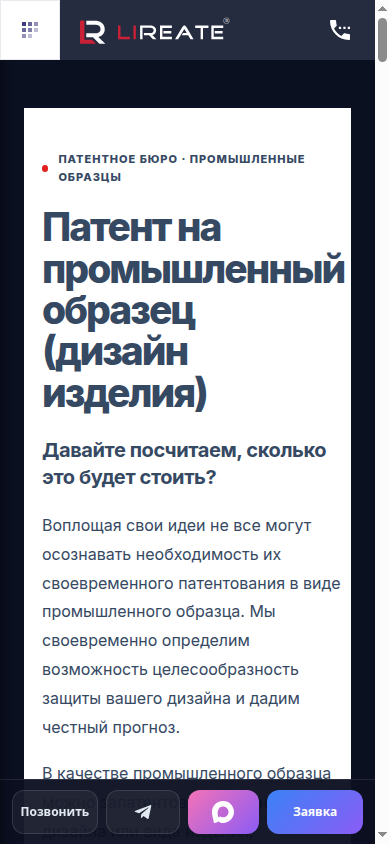 LIREATE®
ПАТЕНТНОЕ БЮРО · ПРОМЫШЛЕННЫЕ
ОБРАЗЦЫ
Патент на
промышленный
образец
(дизайн
изделия)
Давайте посчитаем, сколько
это будет стоить?
Воплощая свои идеи не все могут
осознавать необходимость их
своевременного патентования в виде
промышленного образца. Мы
своевременно определим
возможность целесообразность
защиты вашего дизайна и дадим
честный прогноз.
В качестве промышленного образца
Позвонить
Заявка